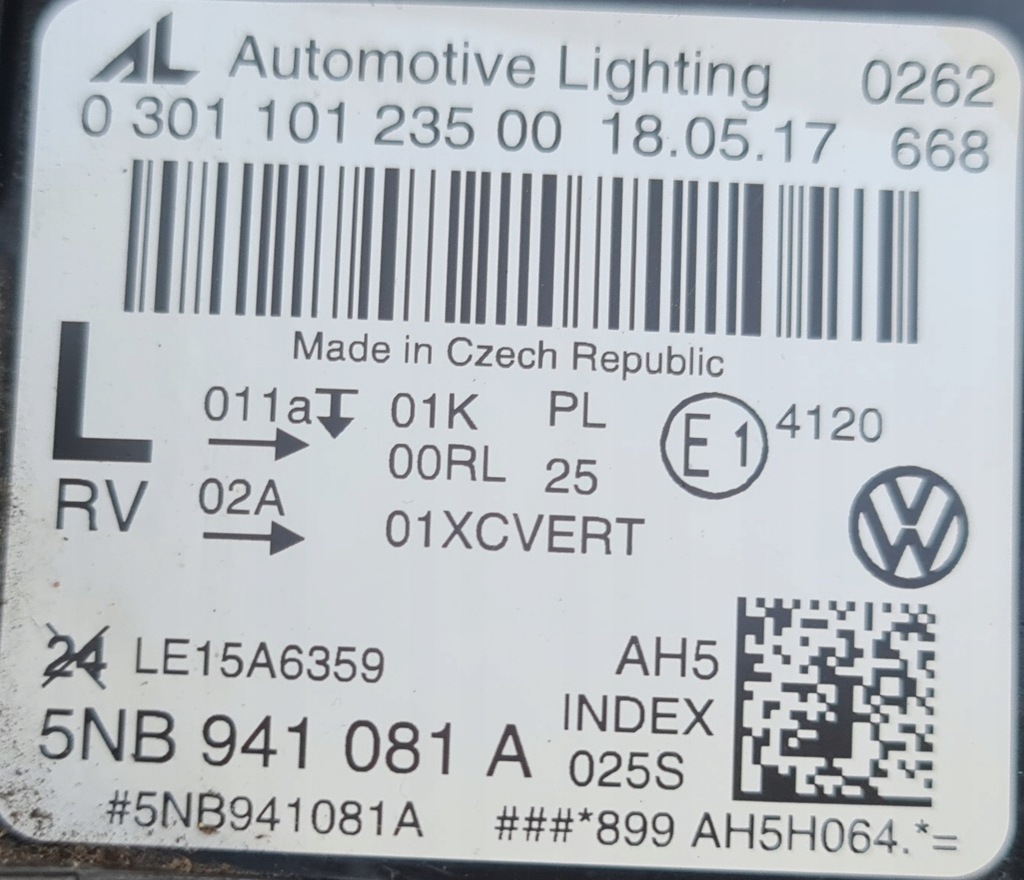 AL Automotive Lighting 0262
0 301 101 235 00 18.05.17 668
Made in Czech Republic
L
011a 01K PL E1 4120
00RL 25
RV 02A 01XCVERT
24 LE15A6359 AH5
INDEX
5NB 941 081 A 025S
#5NB941081A ###*899 AH5H064.*=